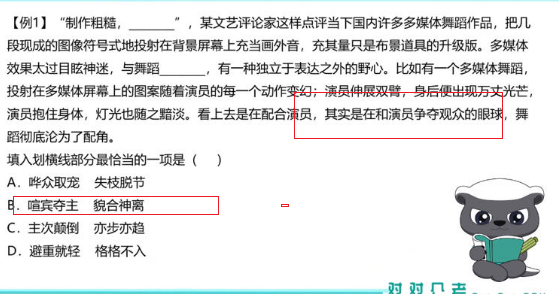 【例1】“制作粗糙，________”，某文艺评论家这样点评当下国内许多多媒体舞蹈作品，把几
段现成的图像符号式地投射在背景屏幕上充当画外音，充其量只是布景道具的升级版。多媒体
效果太过目眩神迷，与舞蹈_______，有一种独立于表达之外的野心。比如有一个多媒体舞蹈，
投射在多媒体屏幕上的图案随着演员的每一个动作变幻：演员伸展双臂，身后便出现万丈光芒，
演员抱住身体，灯光也随之黯淡。看上去是在配合演员，其实是在和演员争夺观众的眼球，舞
蹈彻底沦为了配角。
填入划横线部分最恰当的一项是（ ）
A．哗众取宠 失枝脱节
B．喧宾夺主 貌合神离
C．主次颠倒 亦步亦趋
D．避重就轻 格格不入